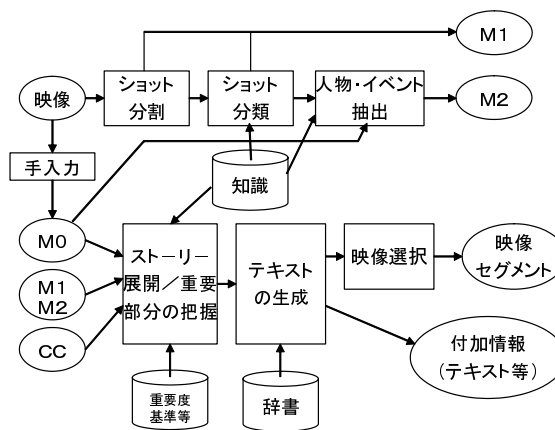 M1
映像
ショット
分割
ショット
分類
人物・イベント
抽出
M2
手入力
知識
M0
ストーリー
展開／重要
部分の把握
テキスト
の生成
映像選択
映像
セグメント
M1
M2
CC
付加情報
(テキスト等)
重要度
基準等
辞書